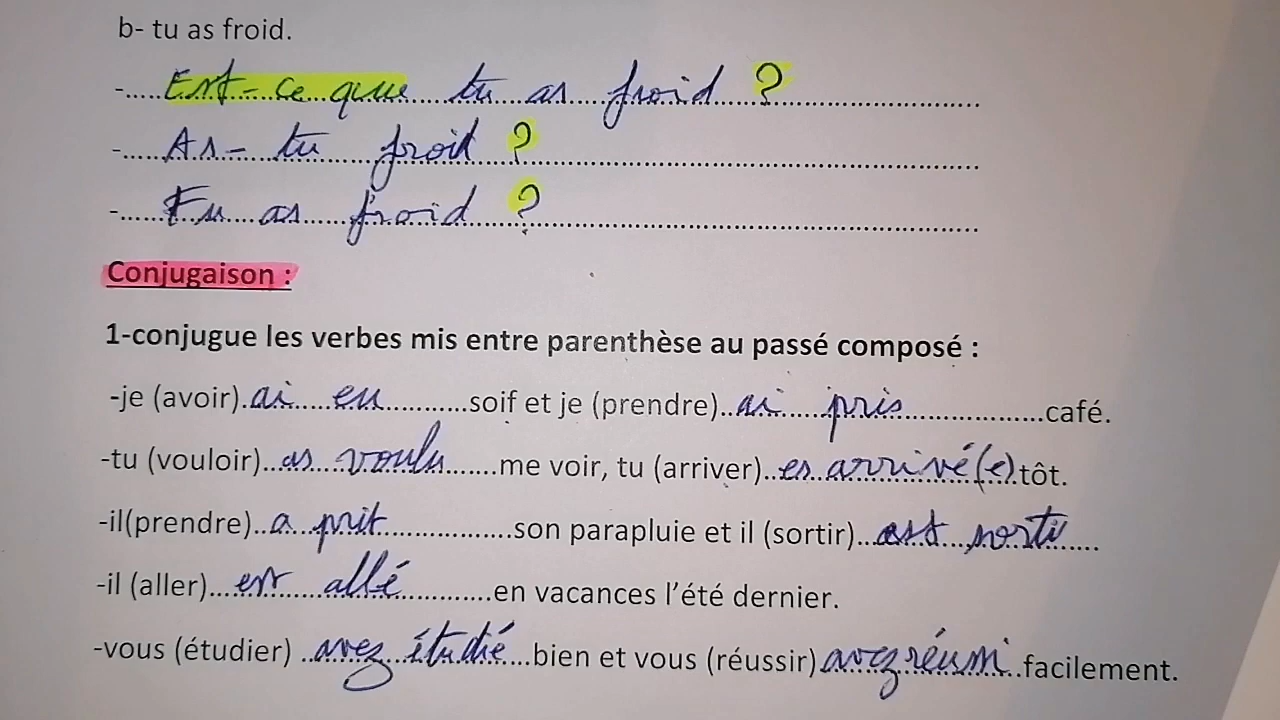 b- tu as froid.
-.....Est-ce que tu as froid ?
-.....As-tu froid ?
-.....Tu as froid ?
Conjugaison :
1-conjugue les verbes mis entre parenthèse au passé composé :
-je (avoir).ai eu...........soif et je (prendre)..ai pris..................café.
-tu (vouloir)..as voulu......me voir, tu (arriver)..es arrivé(e).tôt.
-il(prendre)..a prit...............son parapluie et il (sortir)...est sorti....
-il (aller)...est allé...........en vacances l'été dernier.
-vous (étudier) ..avez étudié...bien et vous (réussir) avez réussi..facilement.